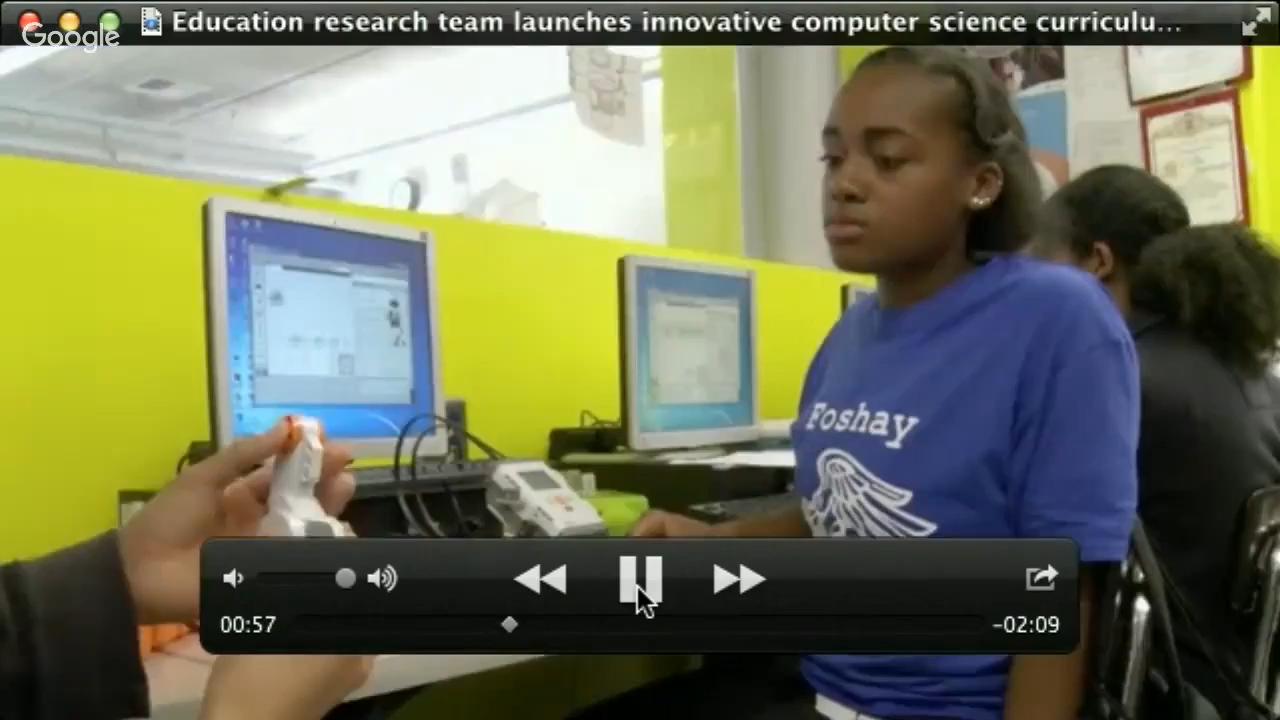 Education research team launches innovative computer science curriculu...
Google
Foshay
00:57
-02:09